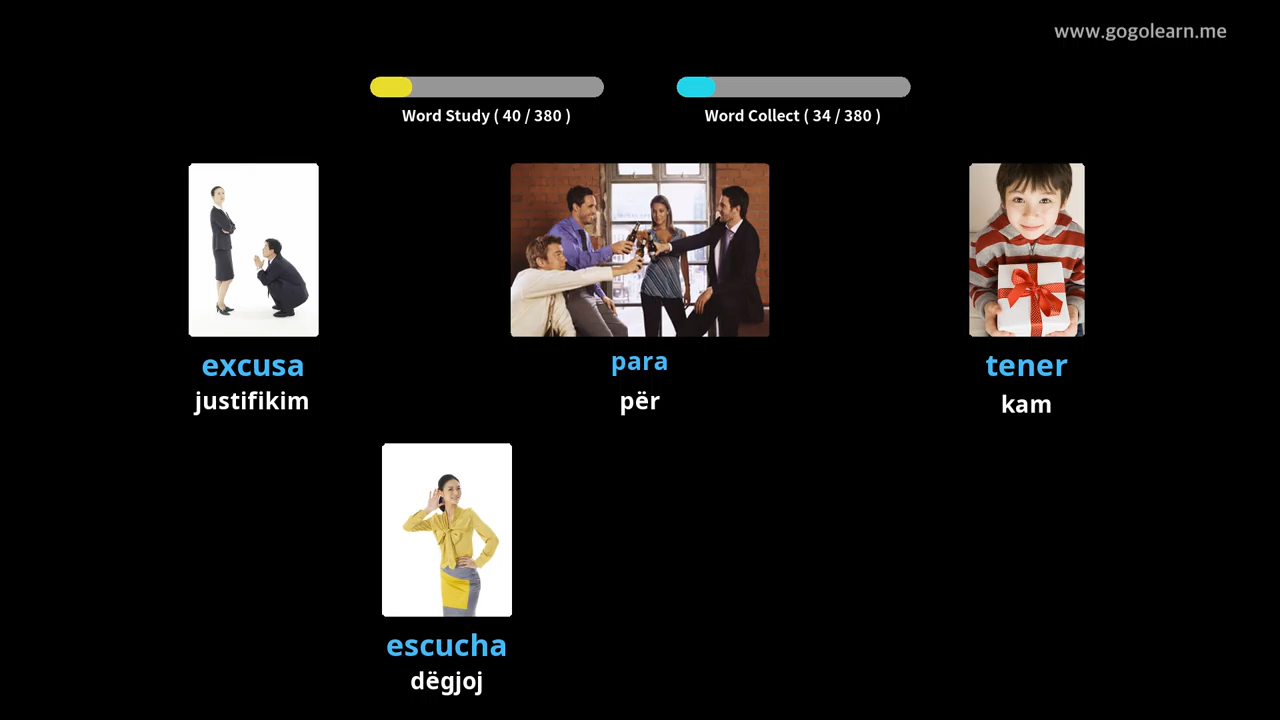 www.gogolearn.me
Word Study ( 40 / 380 )
Word Collect ( 34 / 380 )
excusa
justifikim
para
për
tener
kam
escucha
dëgjoj